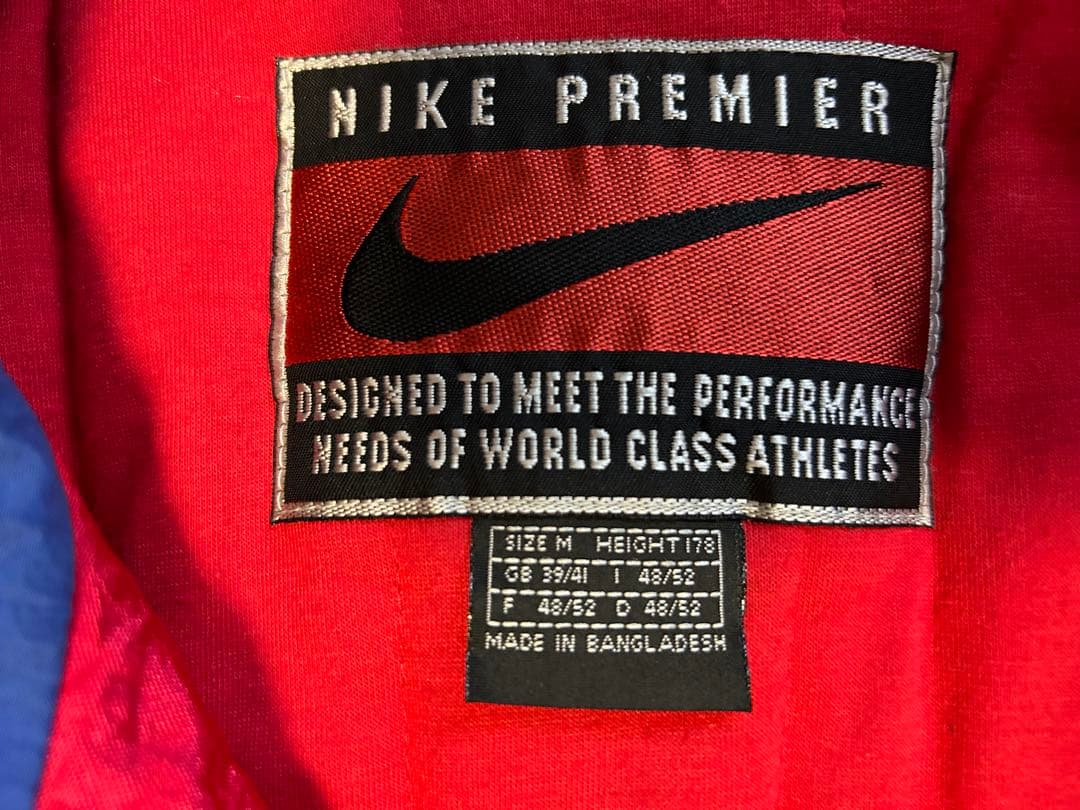 NIKE PREMIER
DESIGNED TO MEET THE PERFORMANCE
NEEDS OF WORLD CLASS ATHLETES
SIZE M HEIGHT 178
GB 39/41 I 48/52
F 48/52 D 48/52
MADE IN BANGLADESH